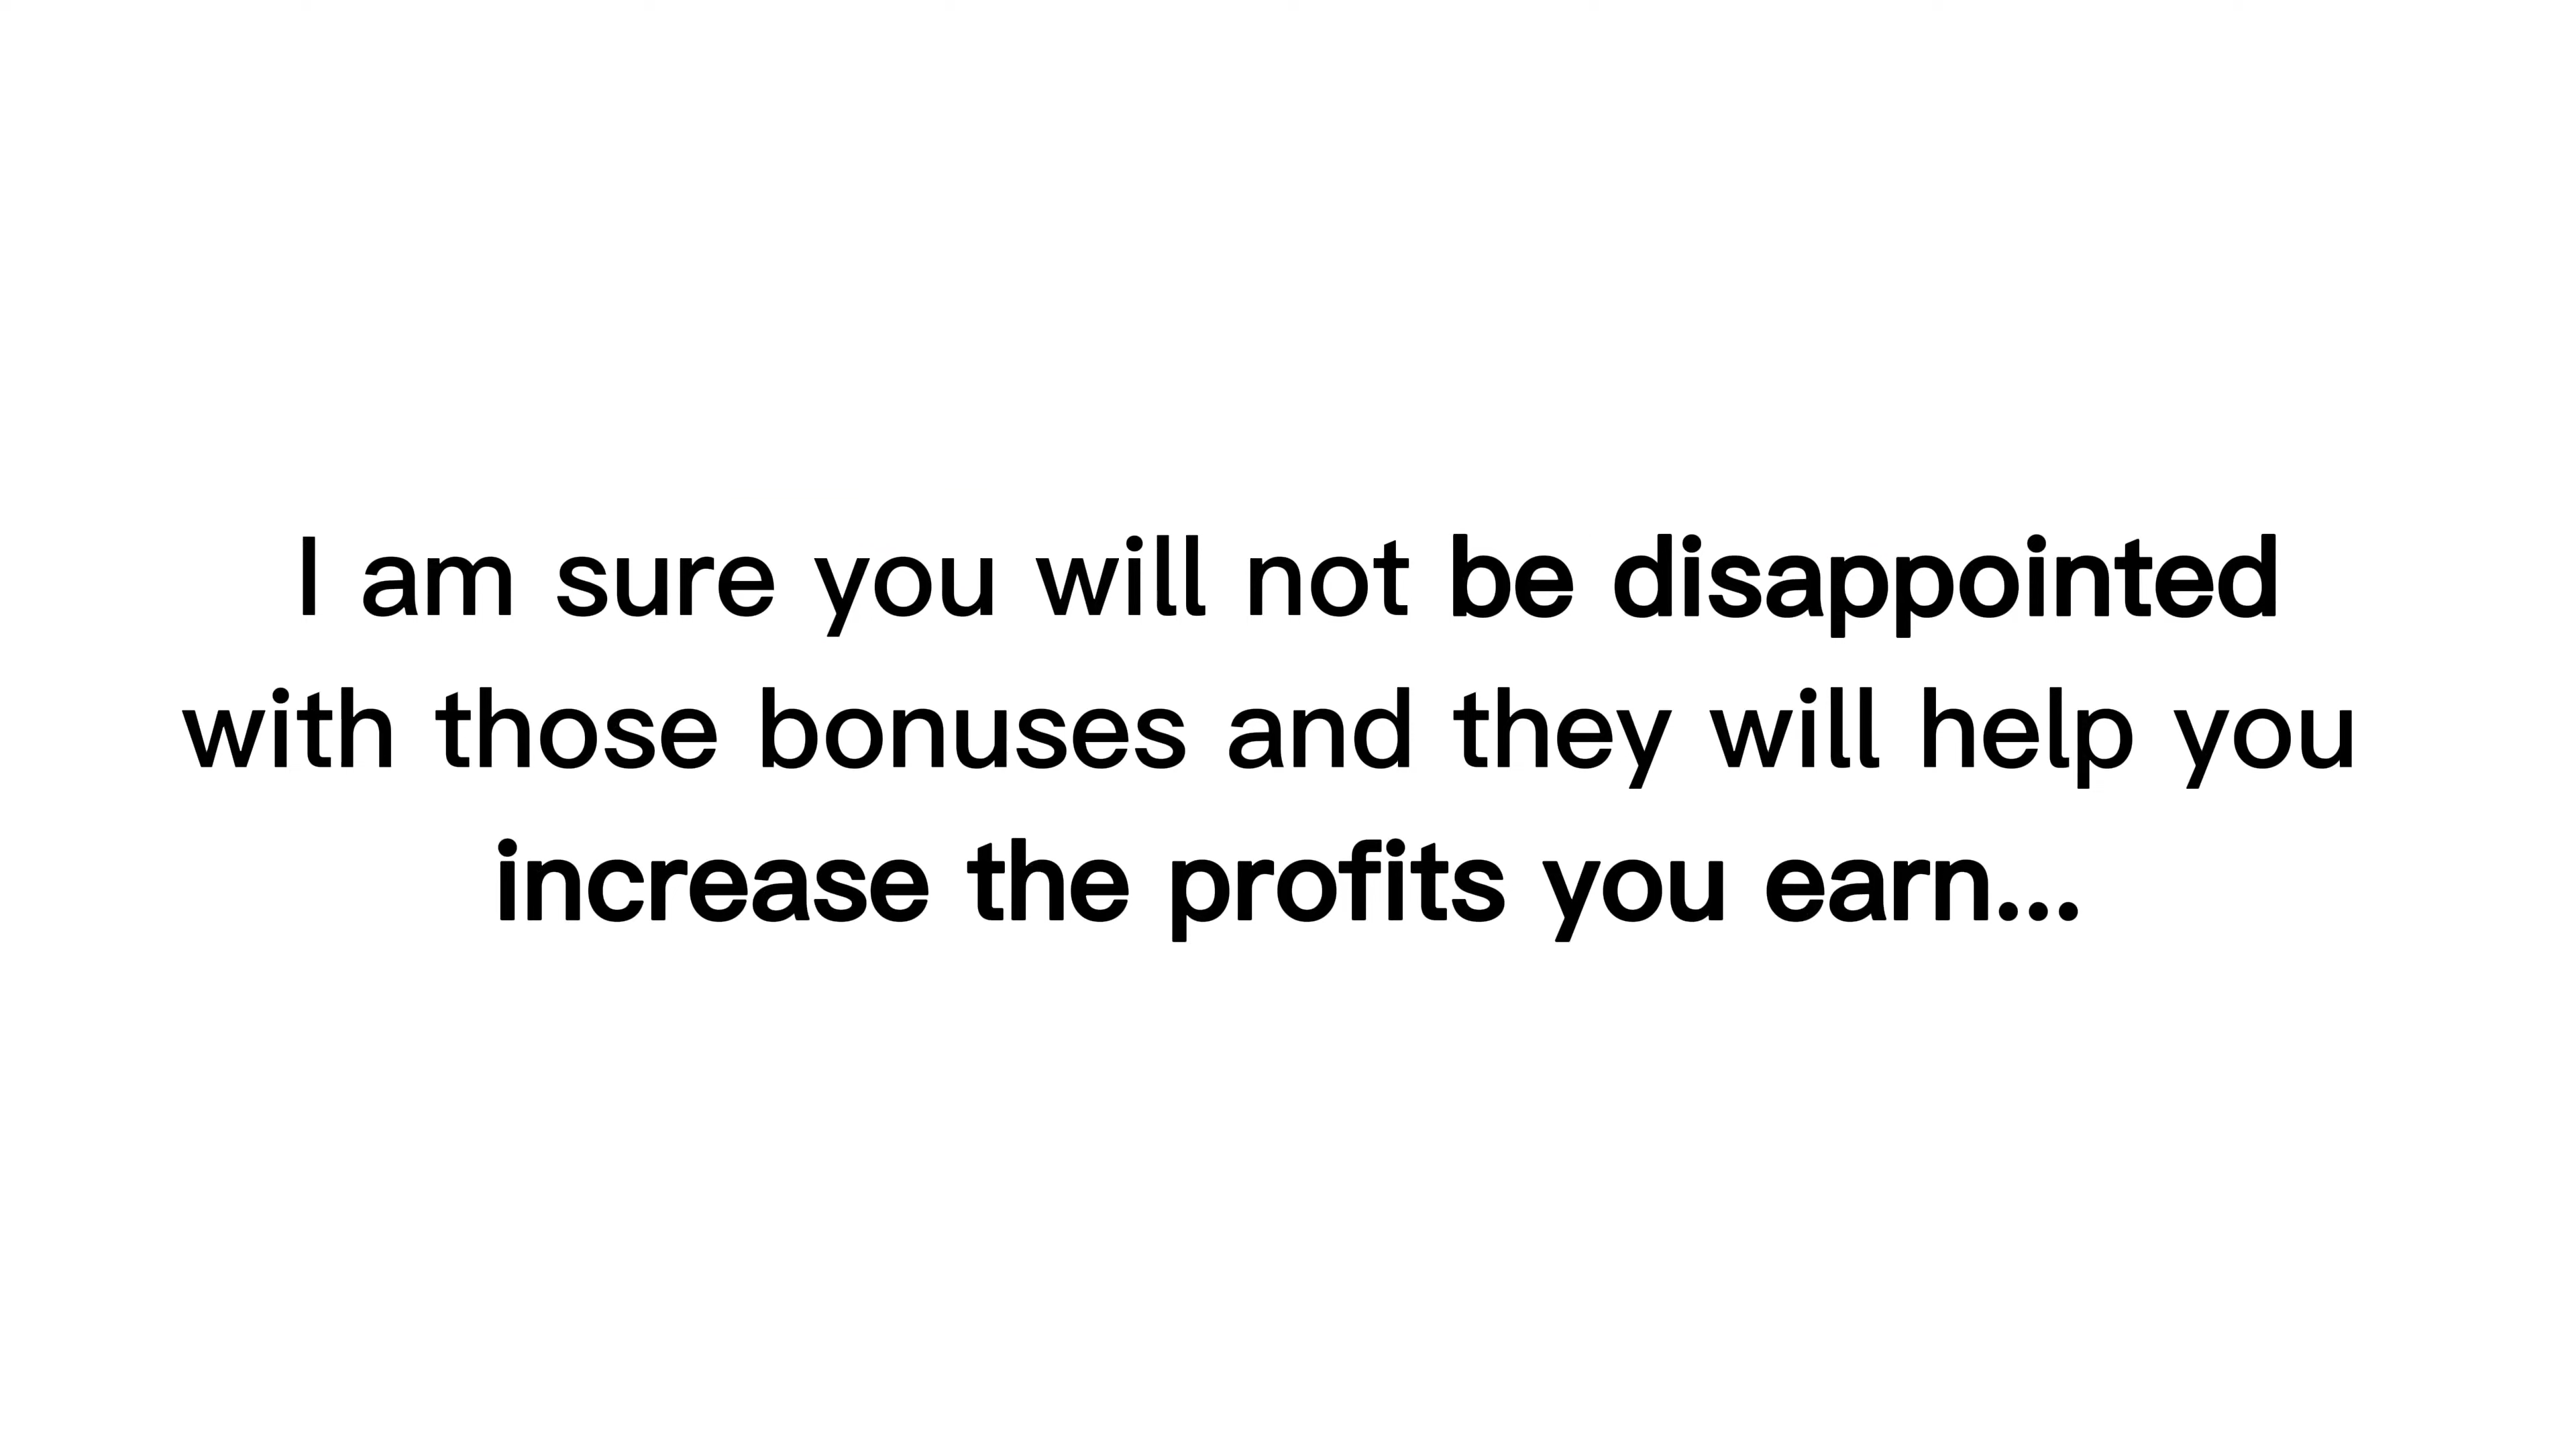 I am sure you will not be disappointed
with those bonuses and they will help you
increase the profits you earn...